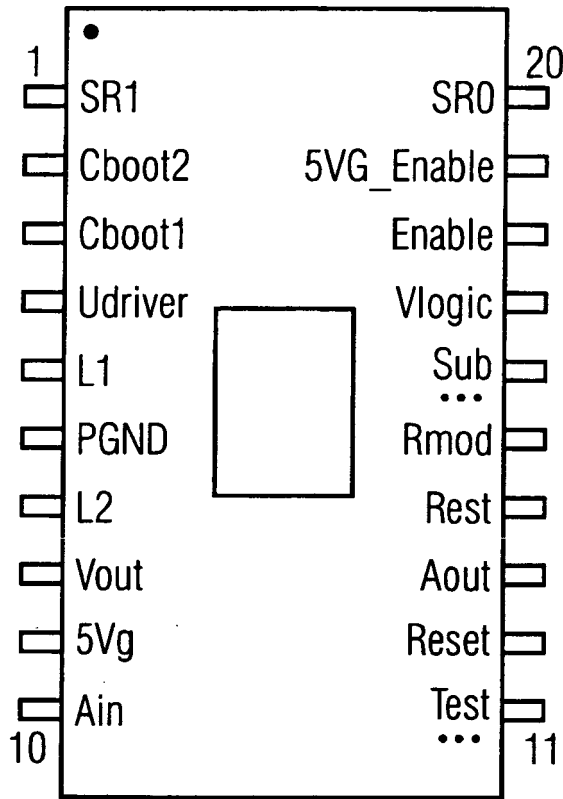 1
20
SR1
SR0
Cboot2
5VG_Enable
Cboot1
Enable
Udriver
Vlogic
L1
Sub
...
PGND
Rmod
L2
Rest
Vout
Aout
5Vg
Reset
Ain
Test
...
10
11